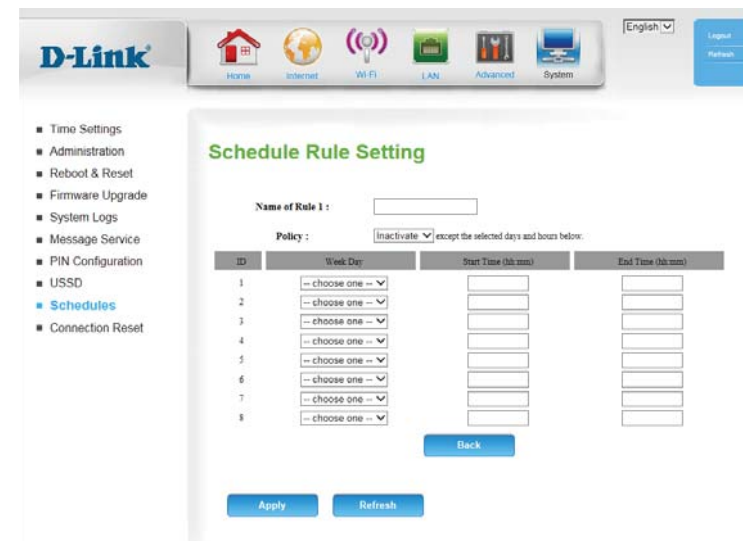 English
Logout
Refresh
D-Link
Home
Internet
Wi-Fi
LAN
Advanced
System
Time Settings
Administration
Reboot & Reset
Firmware Upgrade
System Logs
Message Service
PIN Configuration
USSD
Schedules
Connection Reset
Schedule Rule Setting
Name of Rule 1 :
Policy : Inactivate except the selected days and hours below.
ID Week Day Start Time (hh:mm) End Time (hh:mm)
1 -- choose one --
2 -- choose one --
3 -- choose one --
4 -- choose one --
5 -- choose one --
6 -- choose one --
7 -- choose one --
8 -- choose one --
Back
Apply Refresh